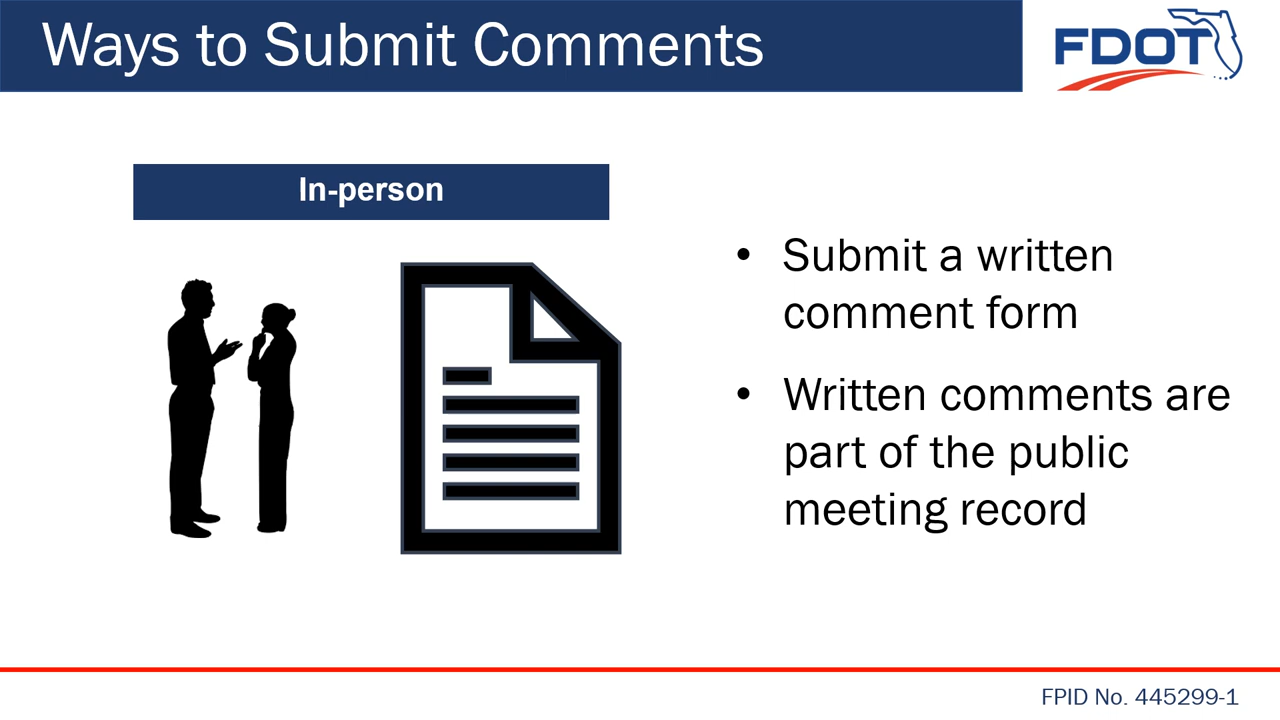 Ways to Submit Comments
FDOT
In-person
• Submit a written
comment form
• Written comments are
part of the public
meeting record
FPID No. 445299-1